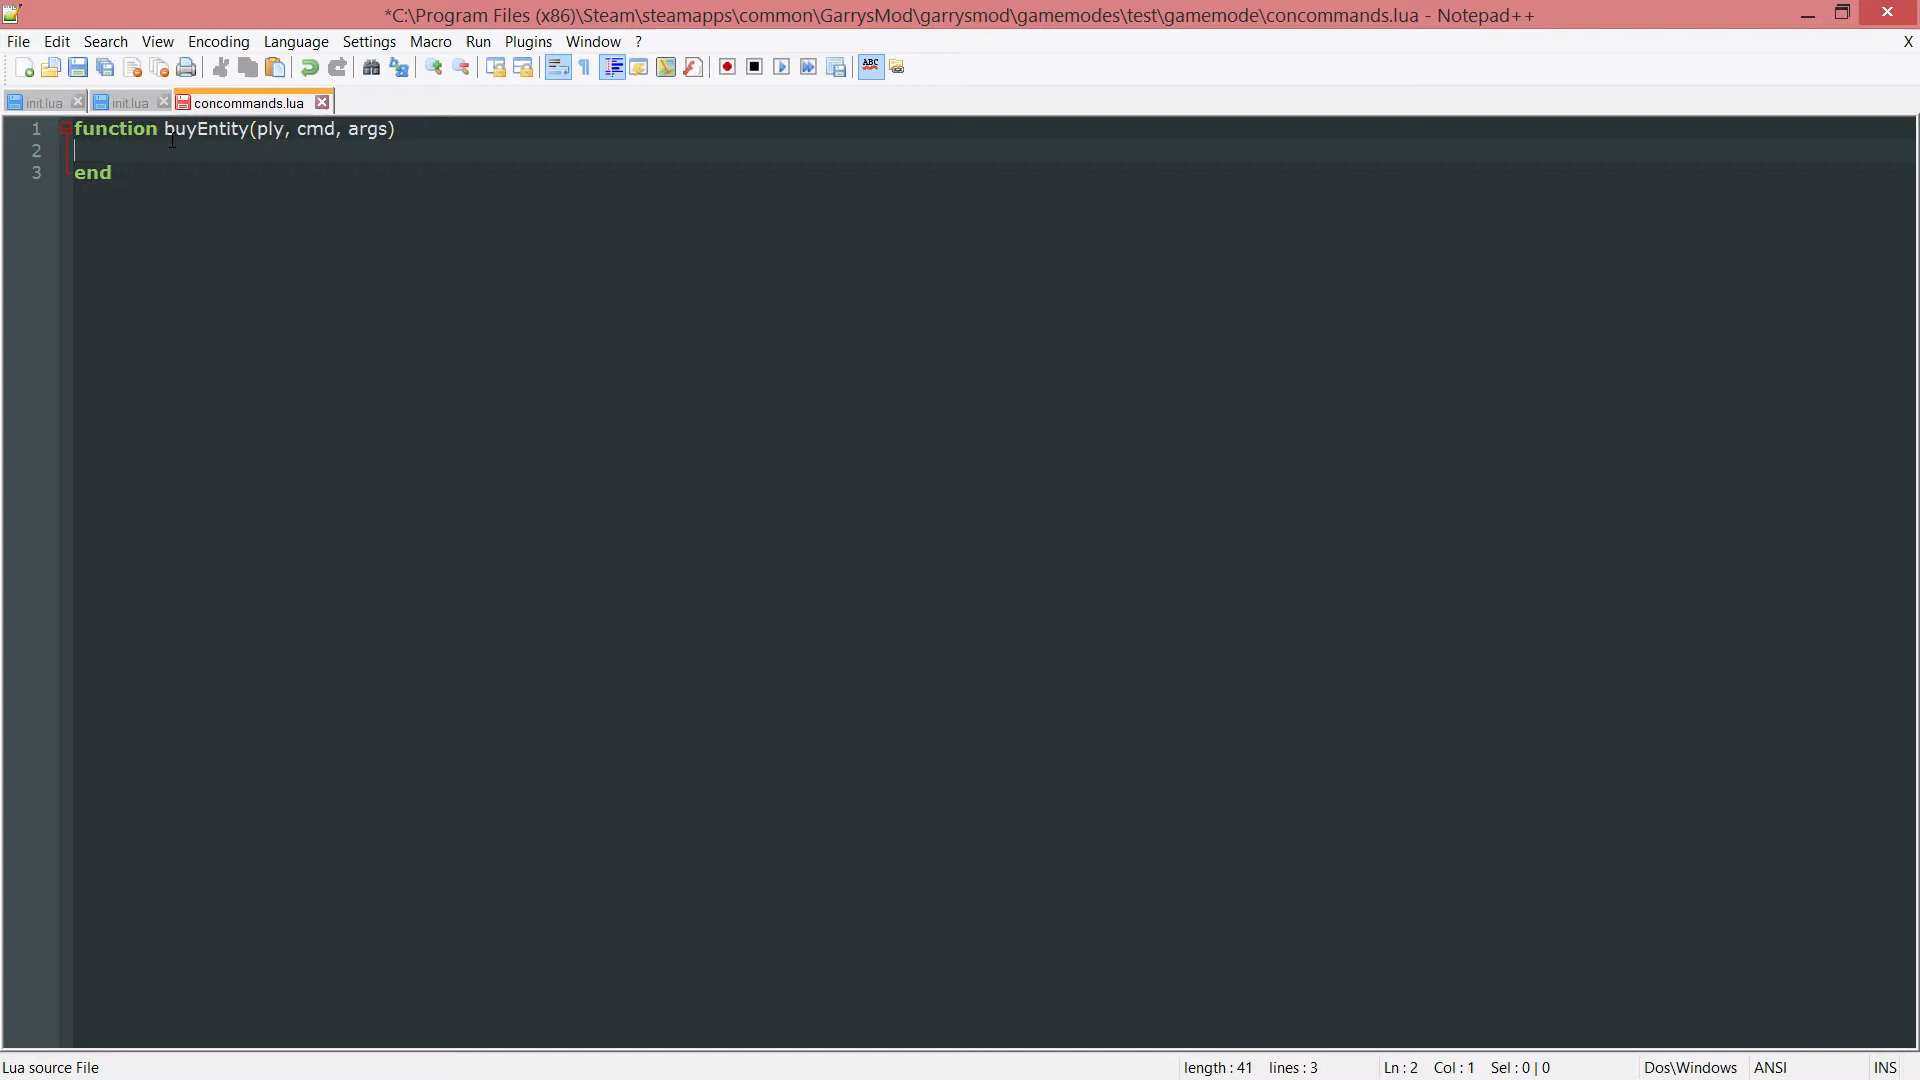 *C:\Program Files (x86)\Steam\steamapps\common\GarrysMod\garrysmod\gamemodes\test\gamemode\concommands.lua - Notepad++
File Edit Search View Encoding Language Settings Macro Run Plugins Window ? X
ABC
init.lua init.lua concommands.lua
1 function buyEntity(ply, cmd, args)
2
3 end
Lua source File length : 41 lines : 3 Ln : 2 Col : 1 Sel : 0 | 0 Dos\Windows ANSI INS